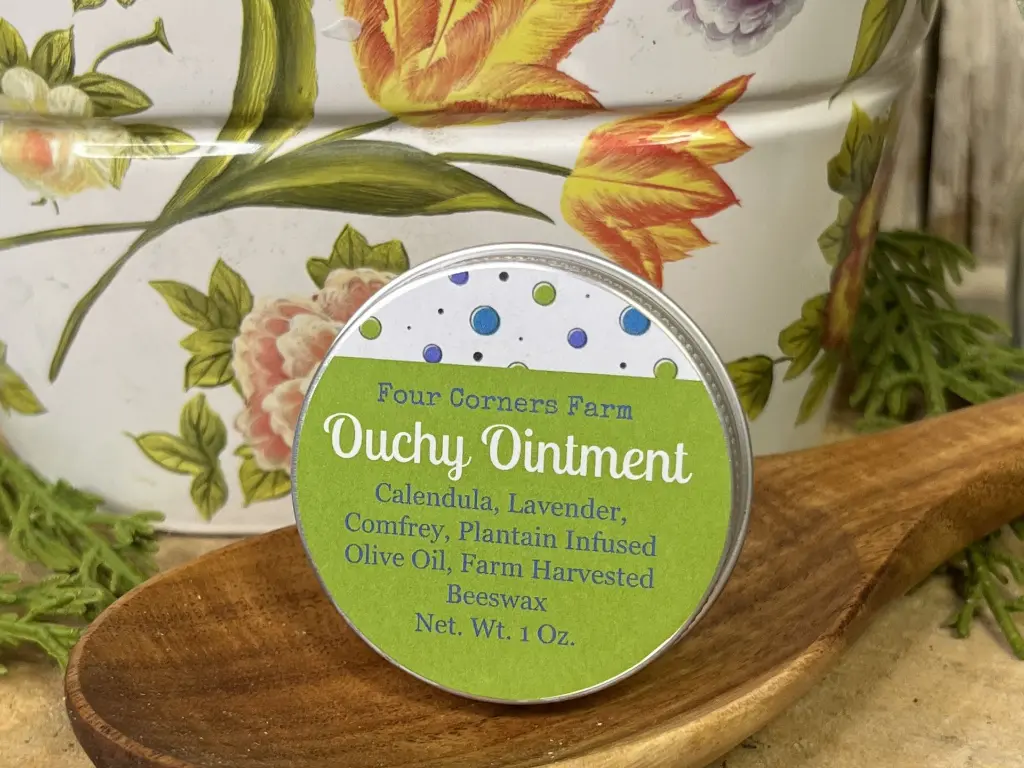 Four Corners Farm
Ouchy Ointment
Calendula, Lavender,
Comfrey, Plantain Infused
Olive Oil, Farm Harvested
Beeswax
Net. Wt. 1 Oz.